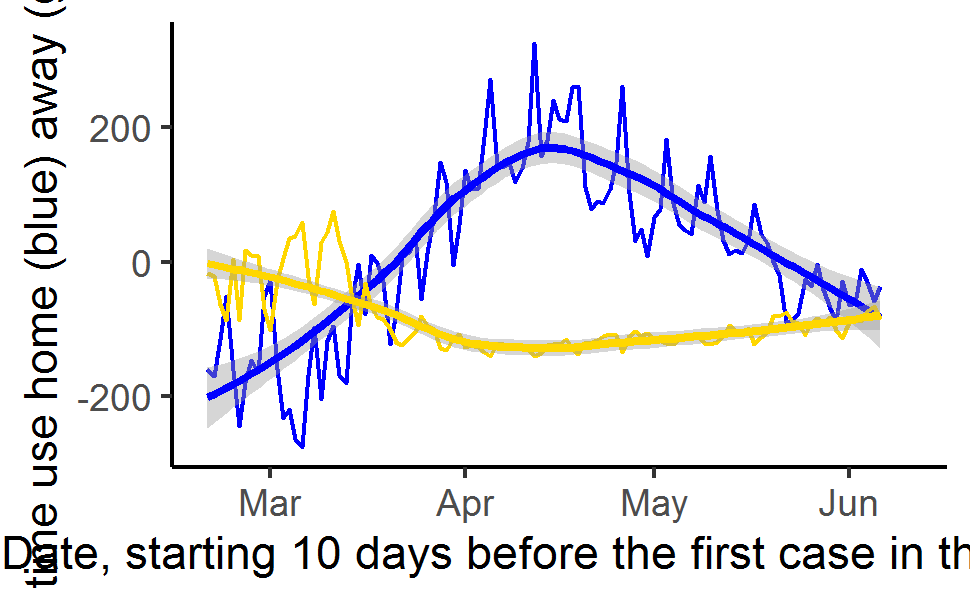 time use home (blue) away (
200
0
-200
Mar Apr May Jun
Date, starting 10 days before the first case in th